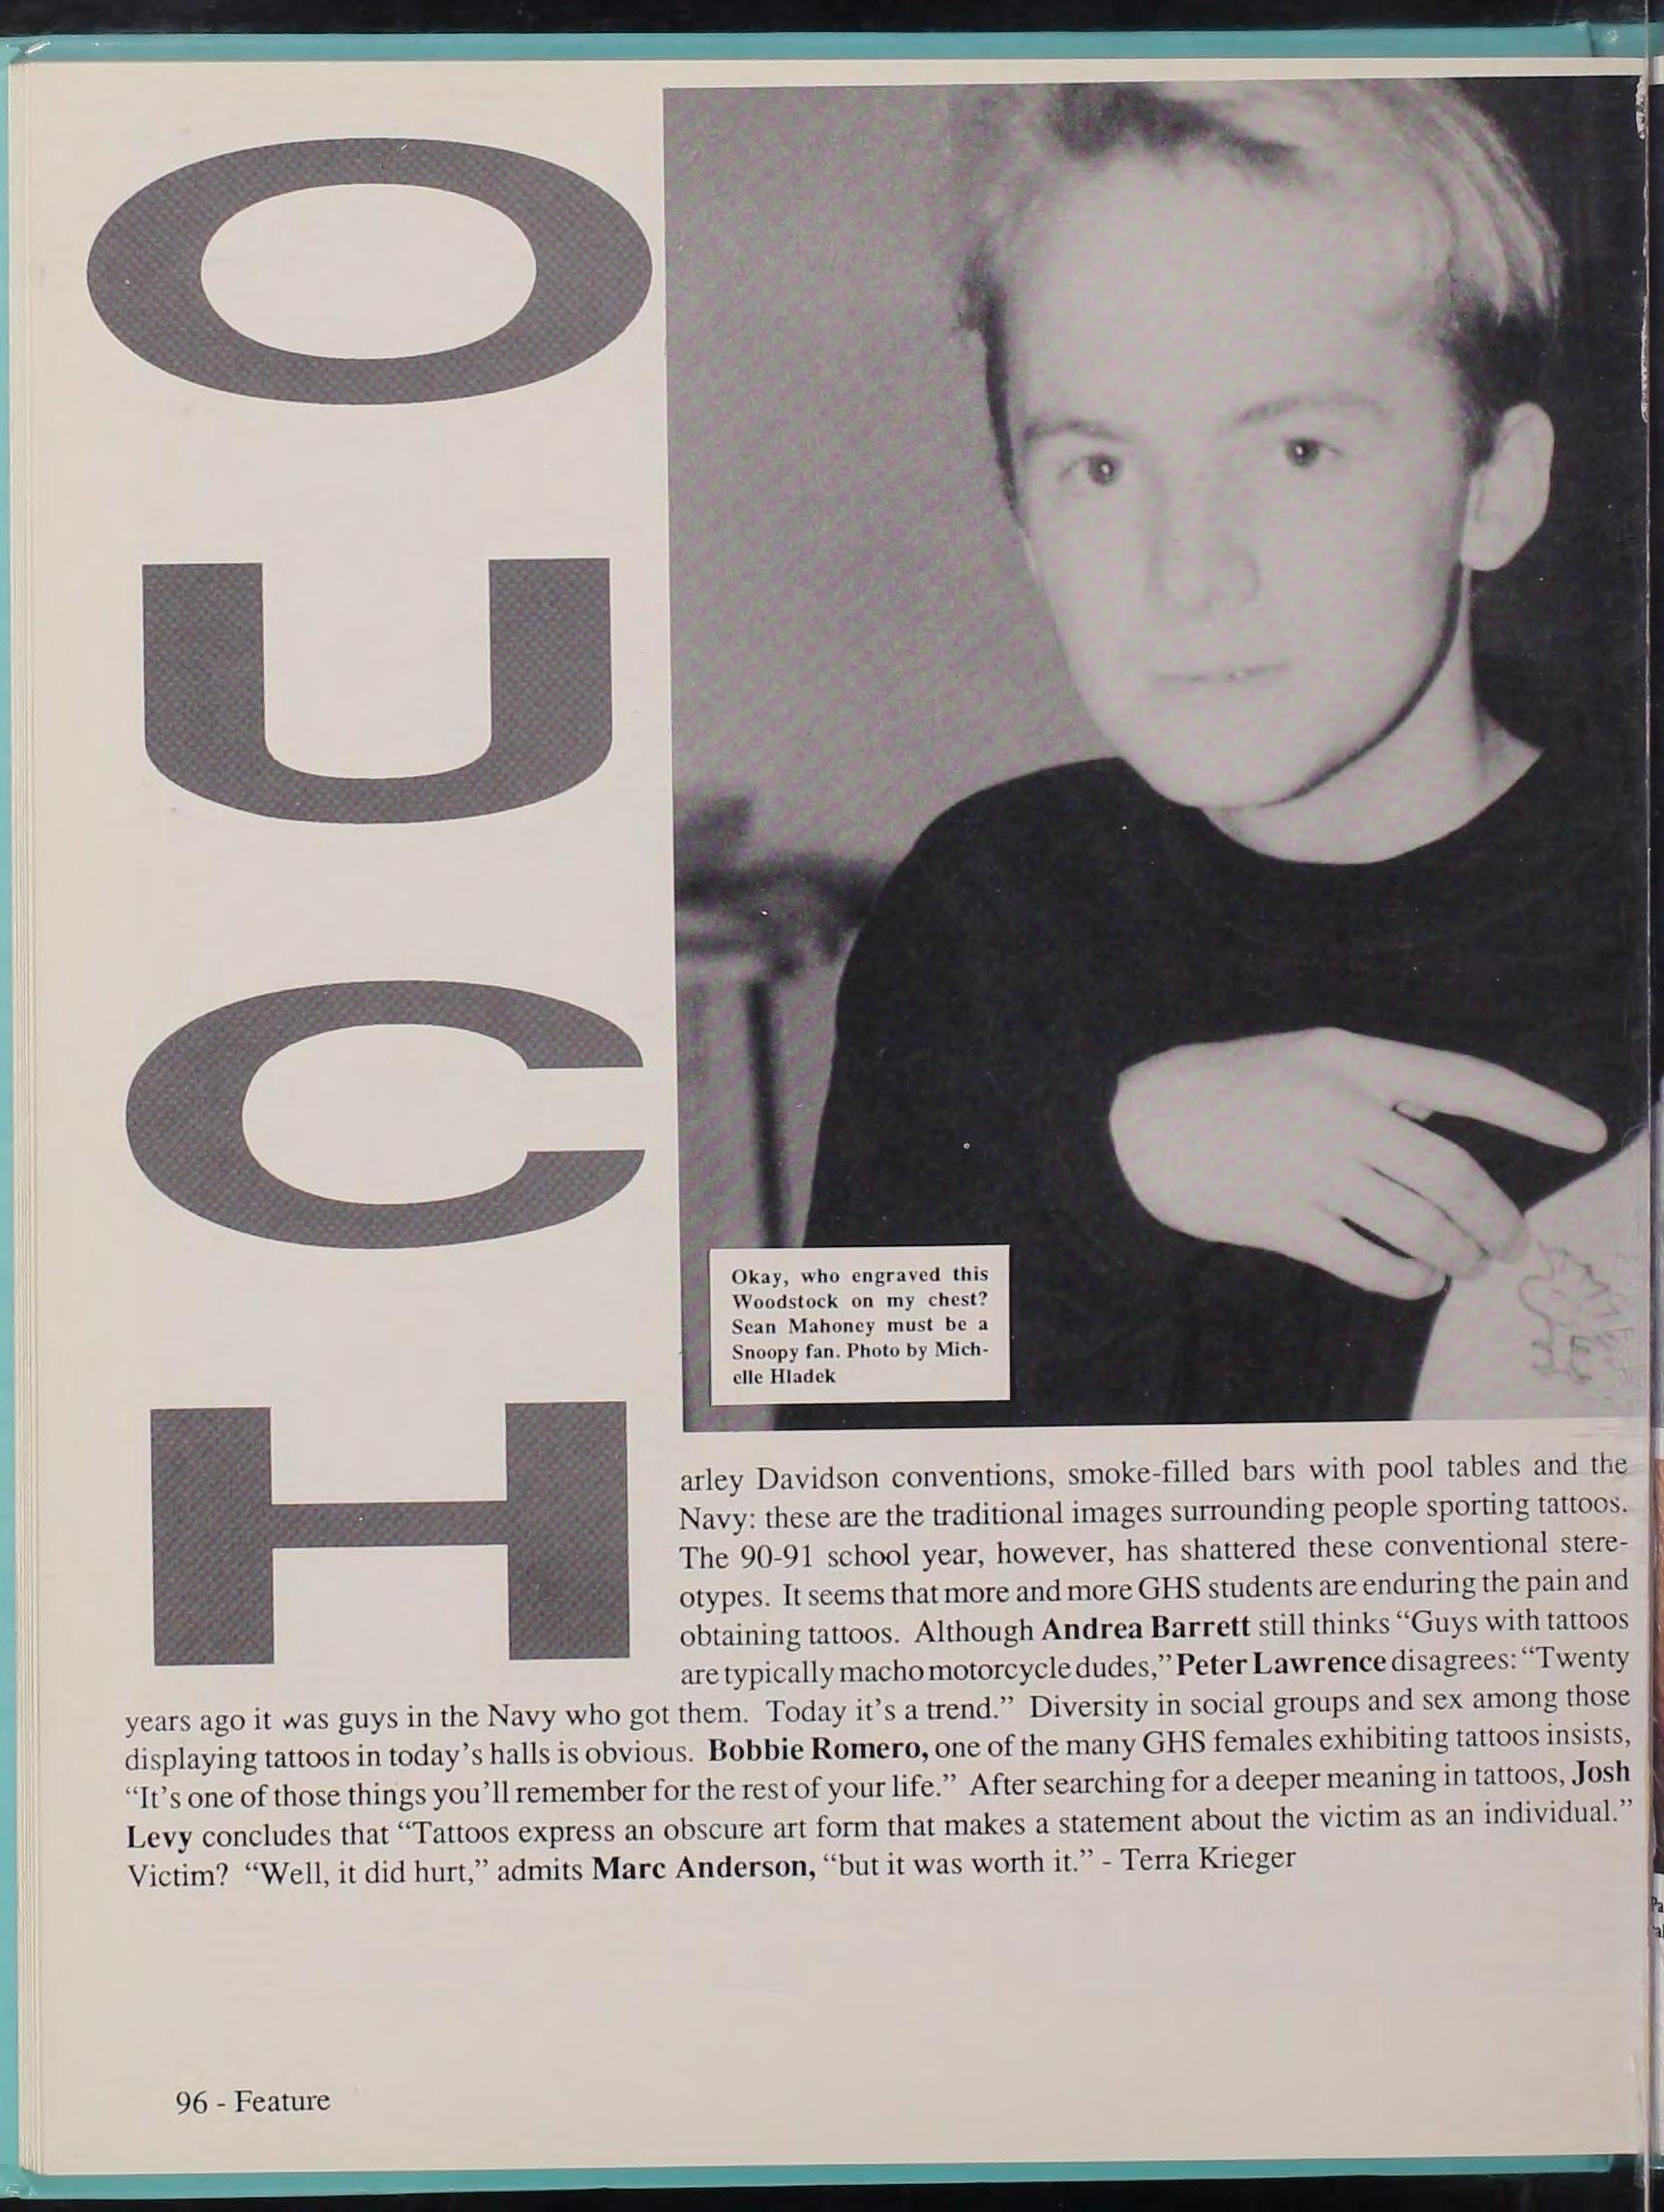 O
U
C
H
Okay, who engraved this
Woodstock on my chest?
Sean Mahoney must be a
Snoopy fan. Photo by Mich-
elle Hladek
arley Davidson conventions, smoke-filled bars with pool tables and the
Navy: these are the traditional images surrounding people sporting tattoos.
The 90-91 school year, however, has shattered these conventional stere-
otypes. It seems that more and more GHS students are enduring the pain and
obtaining tattoos. Although Andrea Barrett still thinks “Guys with tattoos
are typically macho motorcycle dudes,” Peter Lawrence disagrees: “Twenty
years ago it was guys in the Navy who got them. Today it’s a trend.” Diversity in social groups and sex among those
displaying tattoos in today’s halls is obvious. Bobbie Romero, one of the many GHS females exhibiting tattoos insists,
“It’s one of those things you’ll remember for the rest of your life.” After searching for a deeper meaning in tattoos, Josh
Levy concludes that “Tattoos express an obscure art form that makes a statement about the victim as an individual.”
Victim? “Well, it did hurt,” admits Marc Anderson, “but it was worth it.” - Terra Krieger
96 - Feature